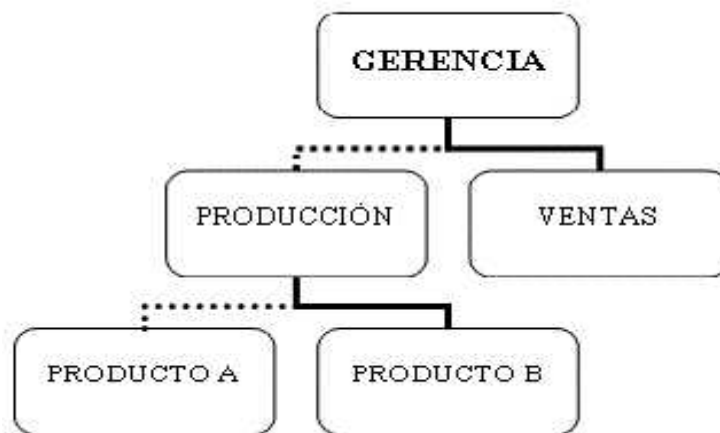 GERENCIA
PRODUCCIÓN
VENTAS
PRODUCTO A
PRODUCTO B